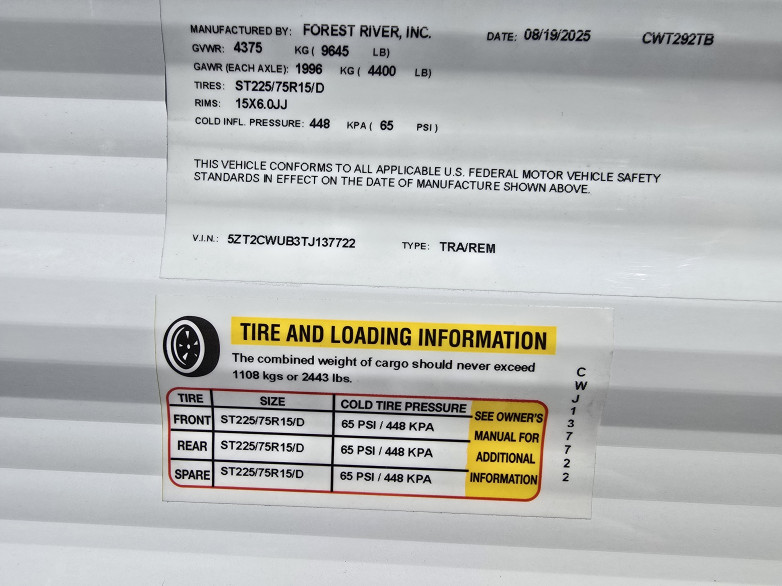 MANUFACTURED BY: FOREST RIVER, INC. DATE: 08/19/2025 CWT292TB
GVWR: 4375 KG ( 9645 LB)
GAWR (EACH AXLE): 1996 KG ( 4400 LB)
TIRES: ST225/75R15/D
RIMS: 15X6.0JJ
COLD INFL. PRESSURE: 448 KPA ( 65 PSI )
THIS VEHICLE CONFORMS TO ALL APPLICABLE U.S. FEDERAL MOTOR VEHICLE SAFETY
STANDARDS IN EFFECT ON THE DATE OF MANUFACTURE SHOWN ABOVE.
V.I.N.: 5ZT2CWUB3TJ137722 TYPE: TRA/REM
TIRE AND LOADING INFORMATION
The combined weight of cargo should never exceed
1108 kgs or 2443 lbs.
TIRE SIZE COLD TIRE PRESSURE
FRONT ST225/75R15/D 65 PSI / 448 KPA
REAR ST225/75R15/D 65 PSI / 448 KPA
SPARE ST225/75R15/D 65 PSI / 448 KPA
SEE OWNER'S
MANUAL FOR
ADDITIONAL
INFORMATION
C
W
J
1
3
7
7
2
2